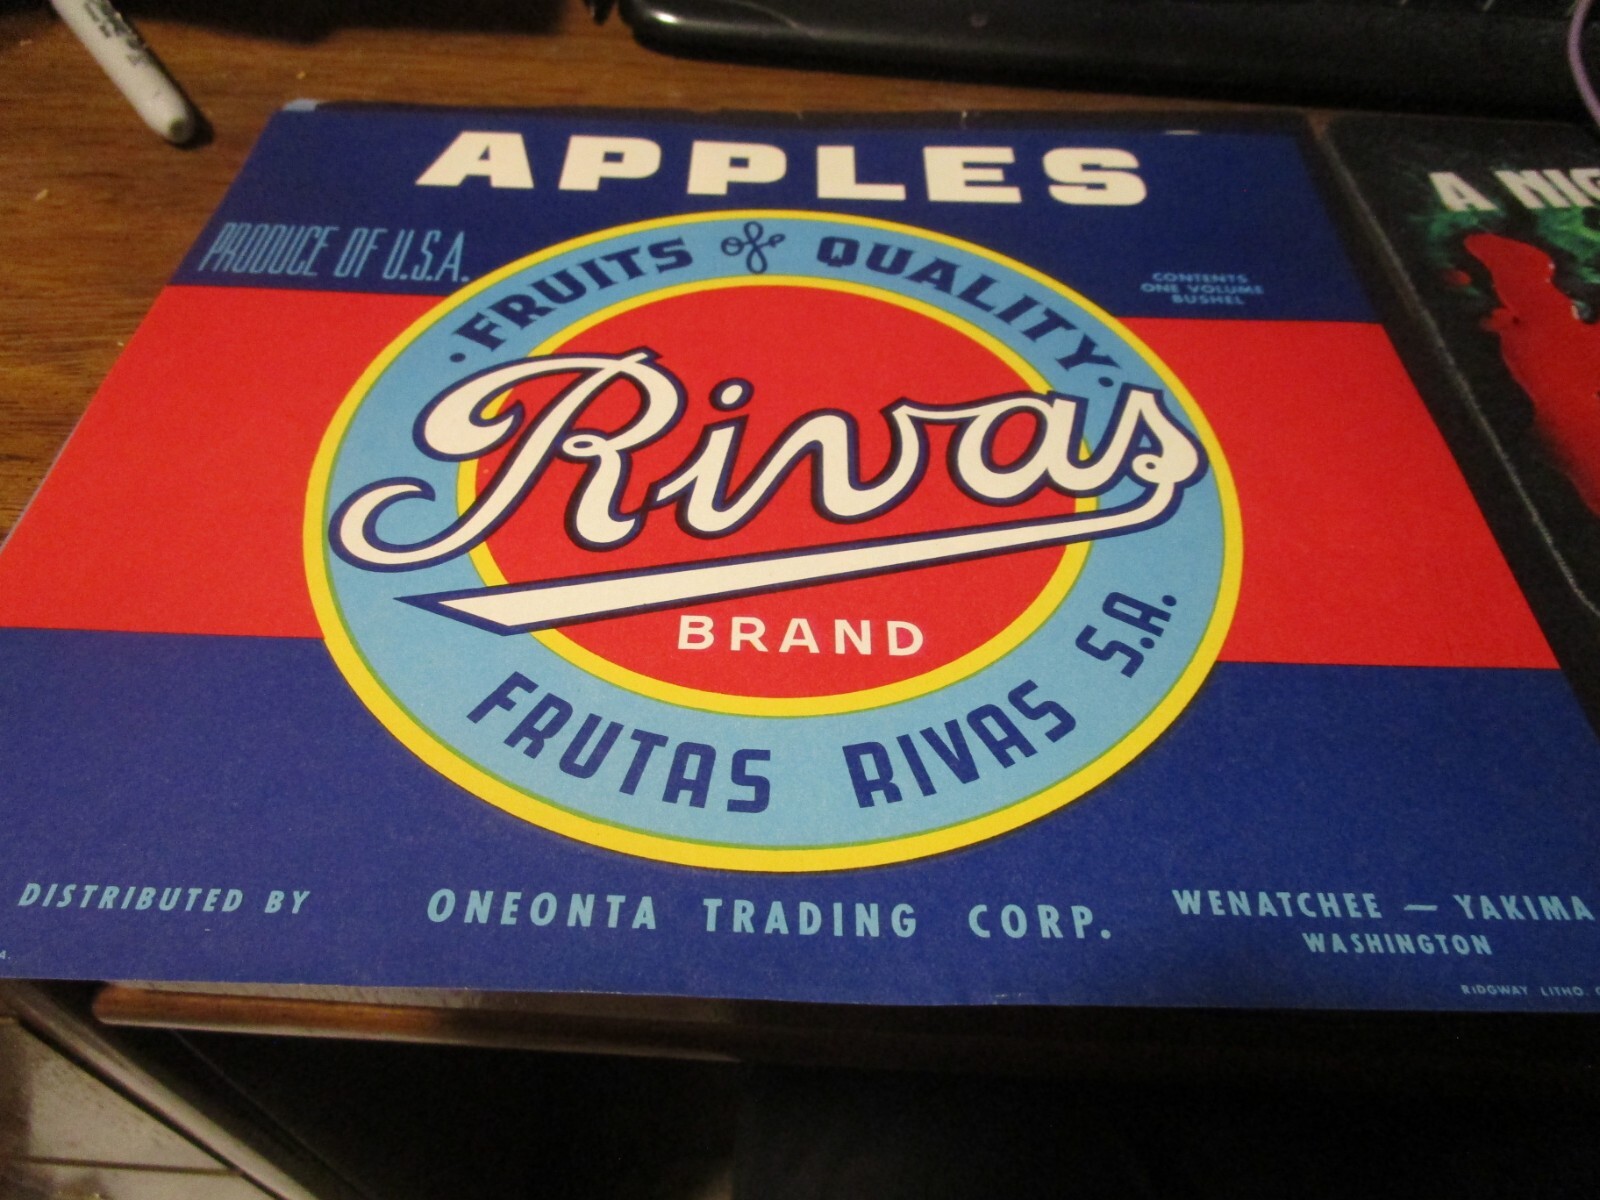 APPLES
PRODUCE OF U.S.A.
CONTENTS
ONE VOLUME
BUSHEL
· FRUITS of QUALITY ·
Rivas
BRAND
FRUTAS RIVAS S.A.
DISTRIBUTED BY
ONEONTA TRADING CORP.
WENATCHEE — YAKIMA
WASHINGTON
RIDGWAY LITHO.
A